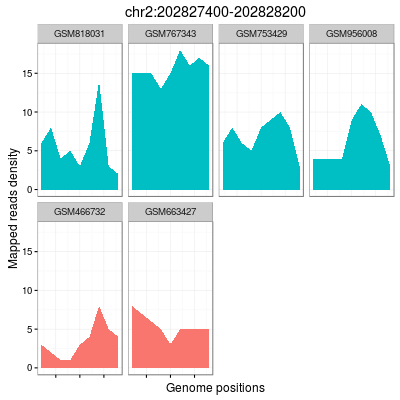 chr2:202827400-202828200
GSM818031 GSM767343 GSM753429 GSM956008
15
10
5
0
Mapped reads density
GSM466732 GSM663427
15
10
5
0
Genome positions